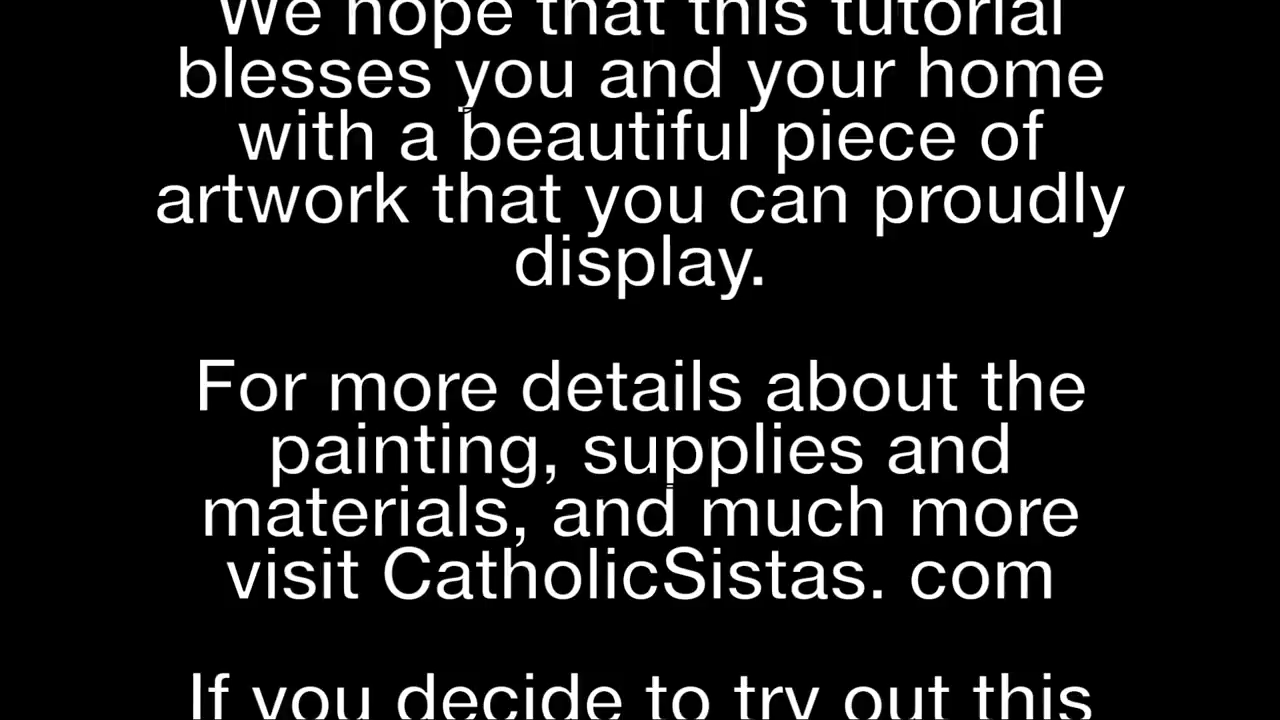 We hope that this tutorial
blesses you and your home
with a beautiful piece of
artwork that you can proudly
display.
For more details about the
painting, supplies and
materials, and much more
visit CatholicSistas. com
If you decide to try out this